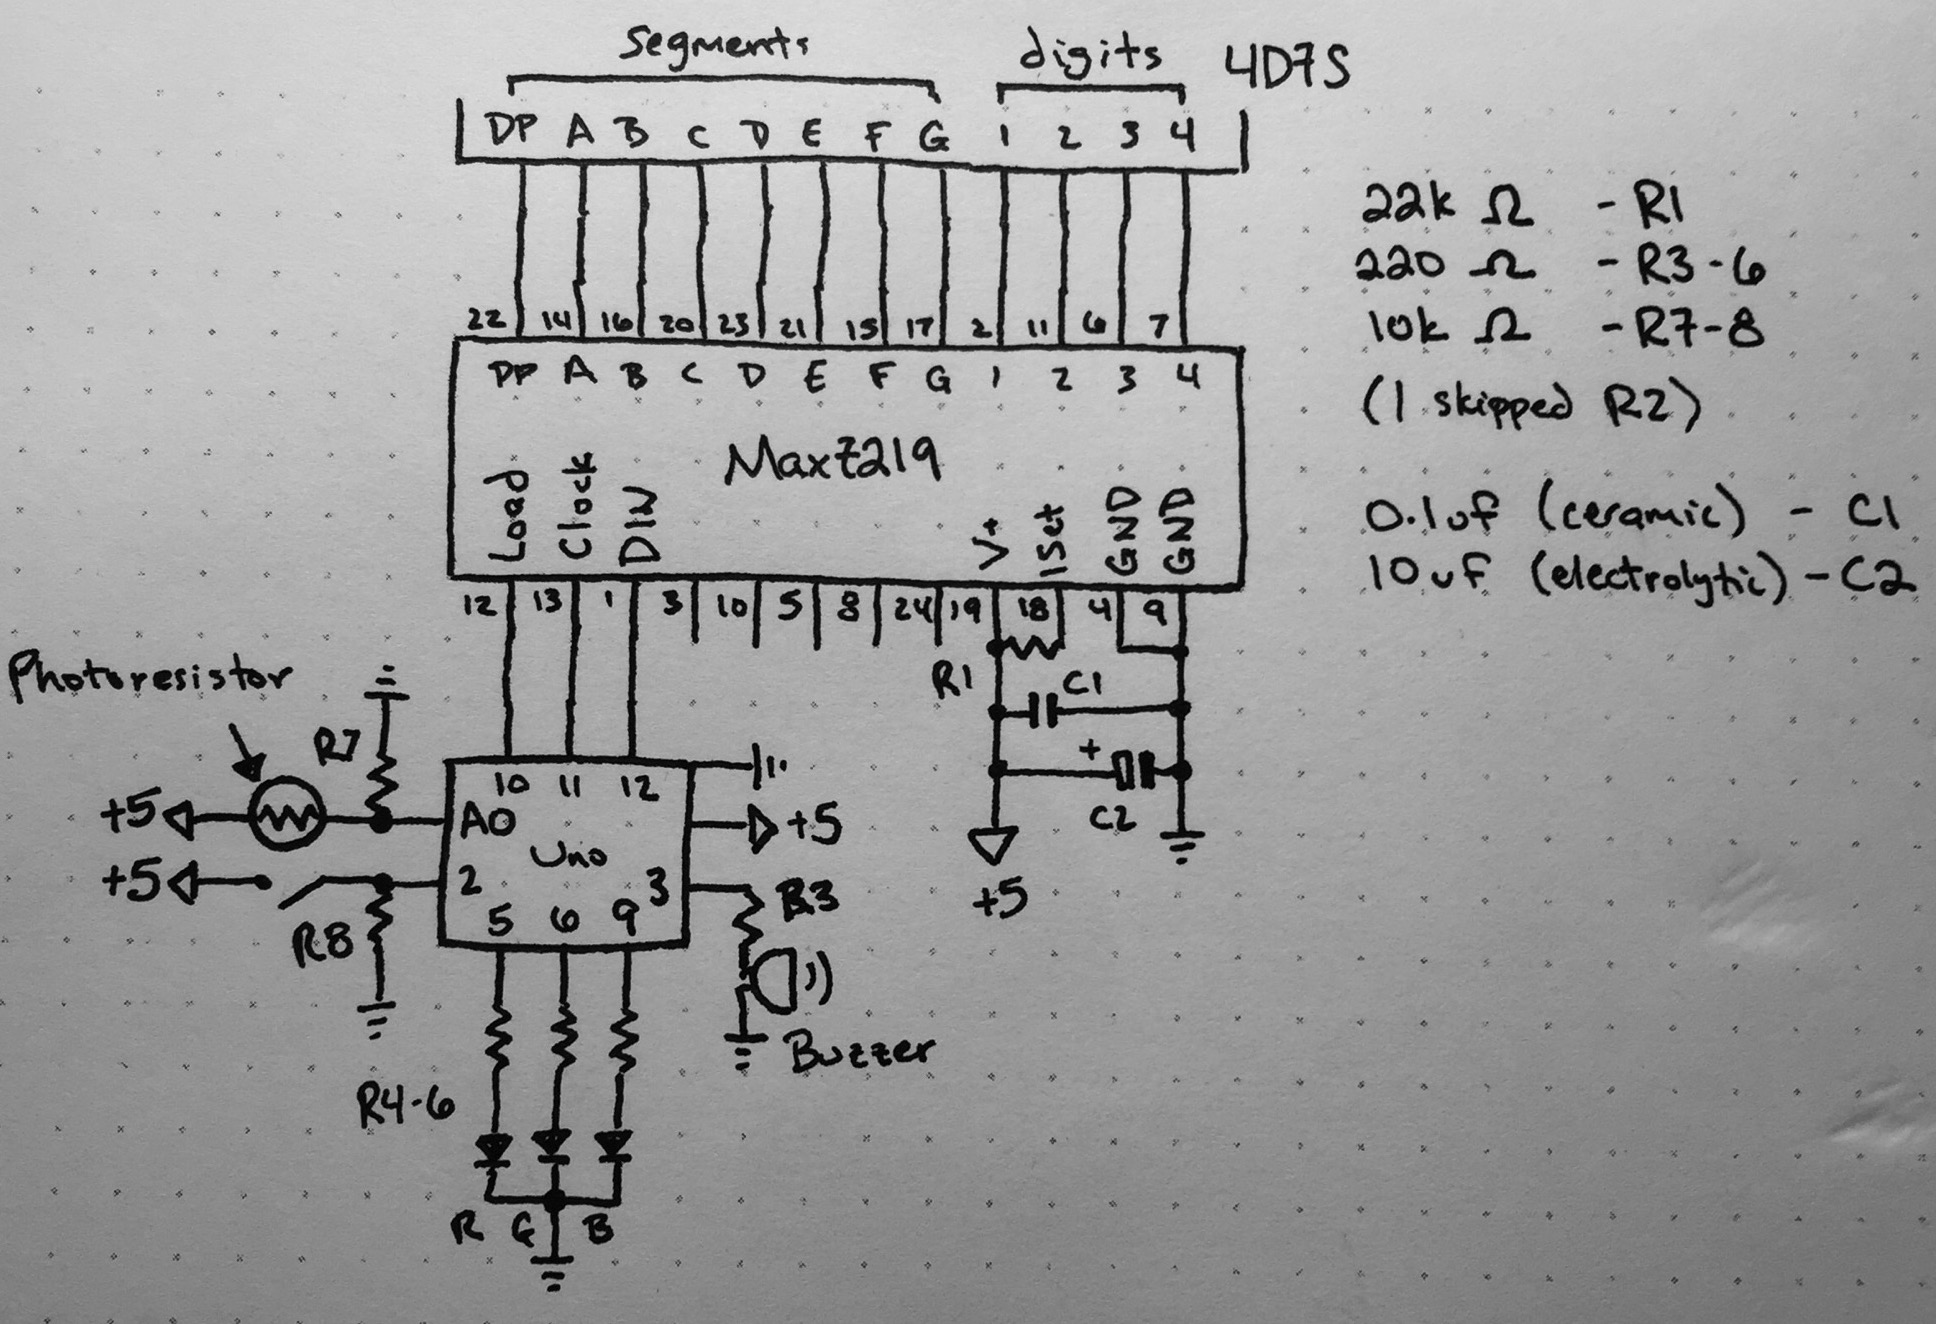 segments digits 4D7S
DP A B C D E F G 1 2 3 4
22kΩ - R1
220 Ω - R3-6
10k Ω - R7-8
(I skipped R2)
0.1uf (ceramic) - C1
10uf (electrolytic) - C2
22 14 16 20 23 21 15 17 2 11 6 7
DP A B C D E F G 1 2 3 4
Max7219
Load Clock DIN V+ ISet GND GND
12 13 1 3 10 5 8 24 19 18 4 9
R1 C1
+ C2
+5
Photoresistor
R7
+5
+5
R8
10 11 12
A0
Uno
2 3
5 6 9
+5
R3
Buzzer
R4-6
R G B